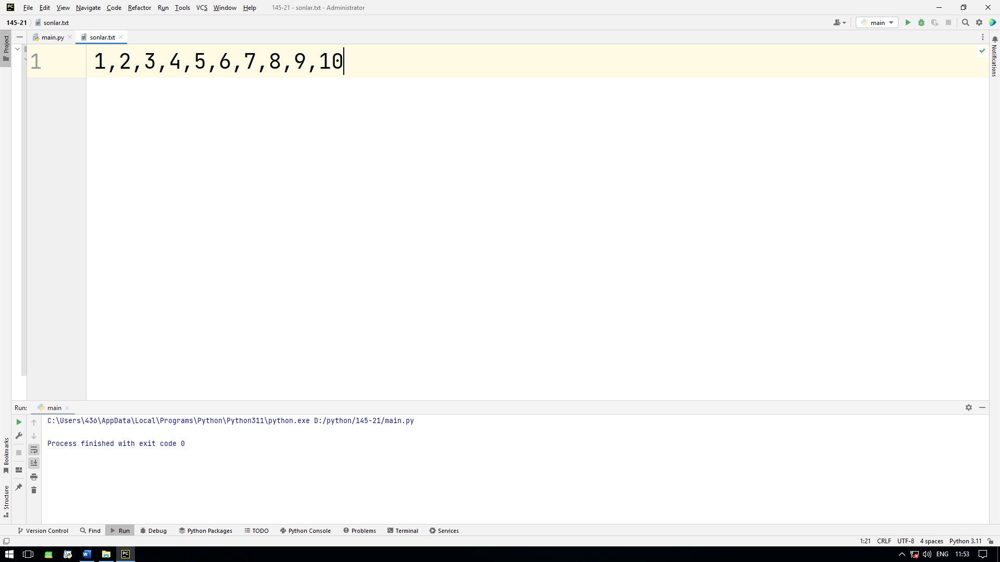 PC File Edit View Navigate Code Refactor Run Tools VCS Window Help 145-21 - sonlar.txt - Administrator
145-21 sonlar.txt main
Project main.py sonlar.txt Notifications
1 1,2,3,4,5,6,7,8,9,10
Run: main
C:\Users\436\AppData\Local\Programs\Python\Python311\python.exe D:/python/145-21/main.py
Process finished with exit code 0
Bookmarks
Structure
Version Control Find Run Debug Python Packages TODO Python Console Problems Terminal Services
1:21 CRLF UTF-8 4 spaces Python 3.11
Qt W PC ENG 11:53